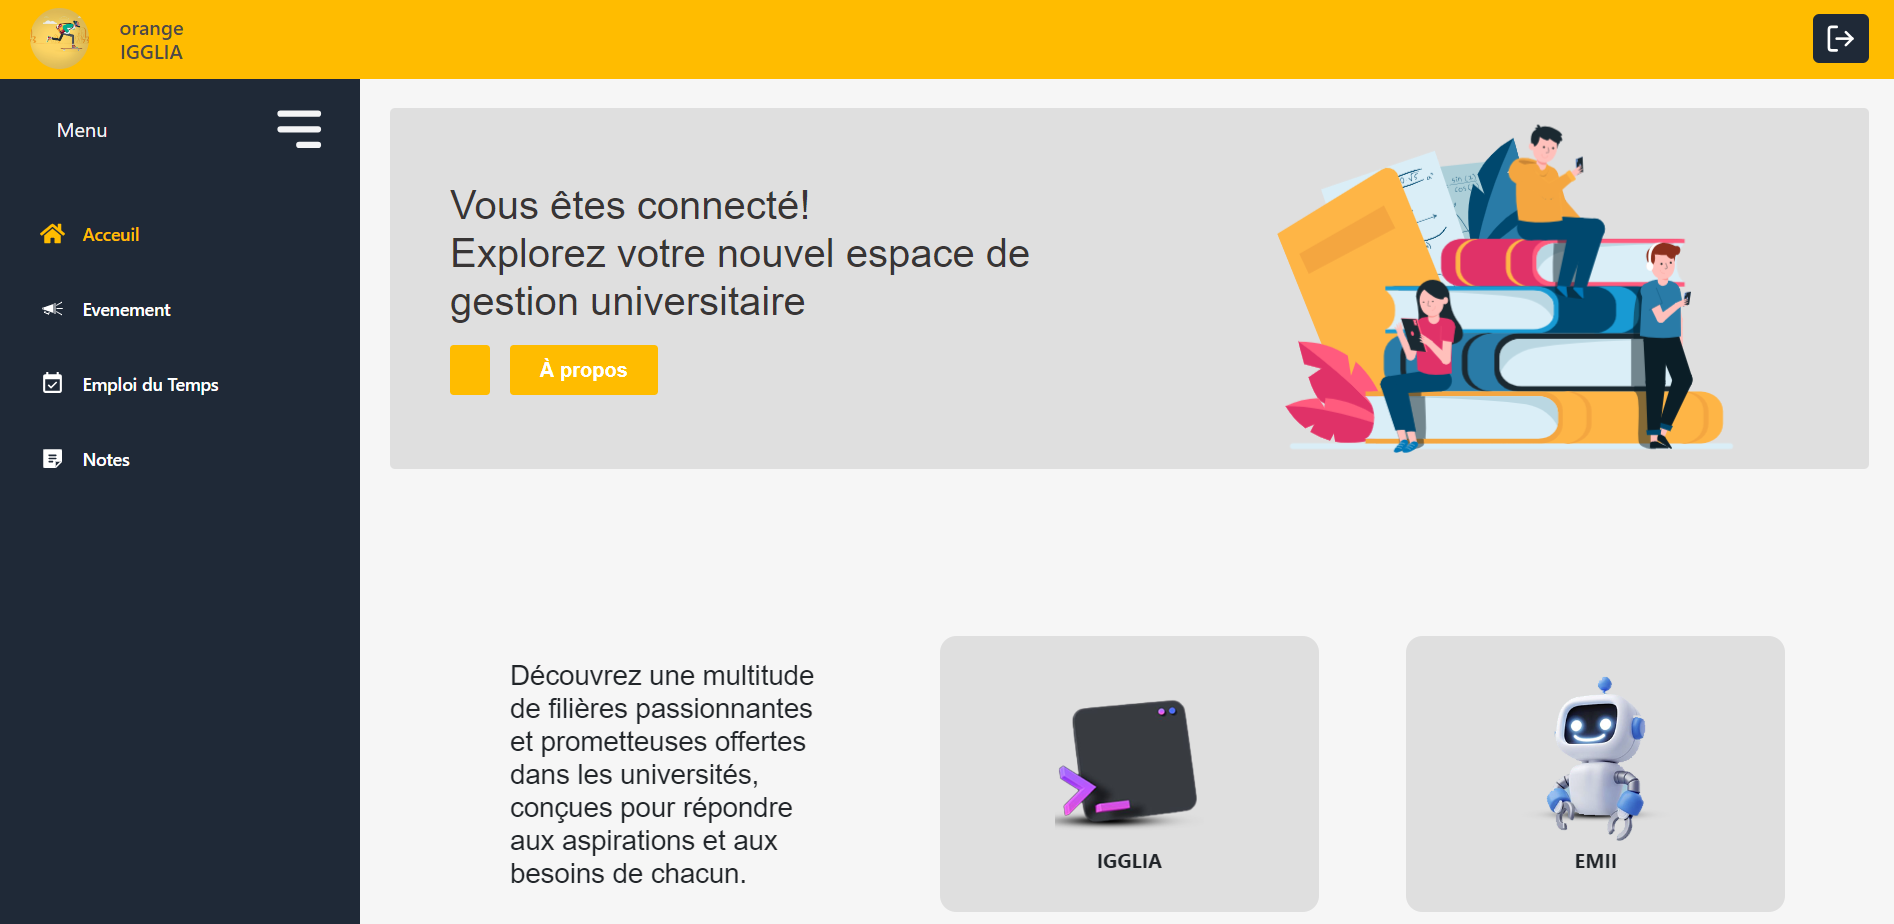 orange
IGGLIA
Menu
Acceuil
Evenement
Emploi du Temps
Notes
Vous êtes connecté!
Explorez votre nouvel espace de
gestion universitaire
À propos
Découvrez une multitude
de filières passionnantes
et prometteuses offertes
dans les universités,
conçues pour répondre
aux aspirations et aux
besoins de chacun.
IGGLIA
EMII